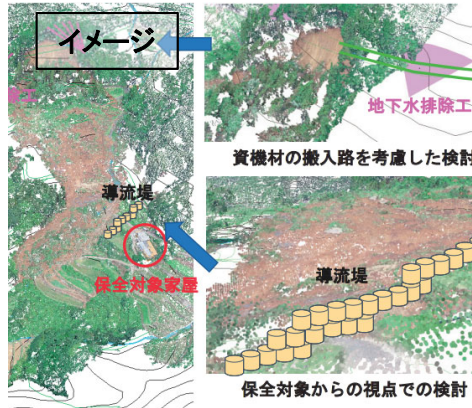 イメージ
除工
導流堤
保全対象家屋
地下水排除工
資機材の搬入路を考慮した検討
導流堤
保全対象からの視点での検討